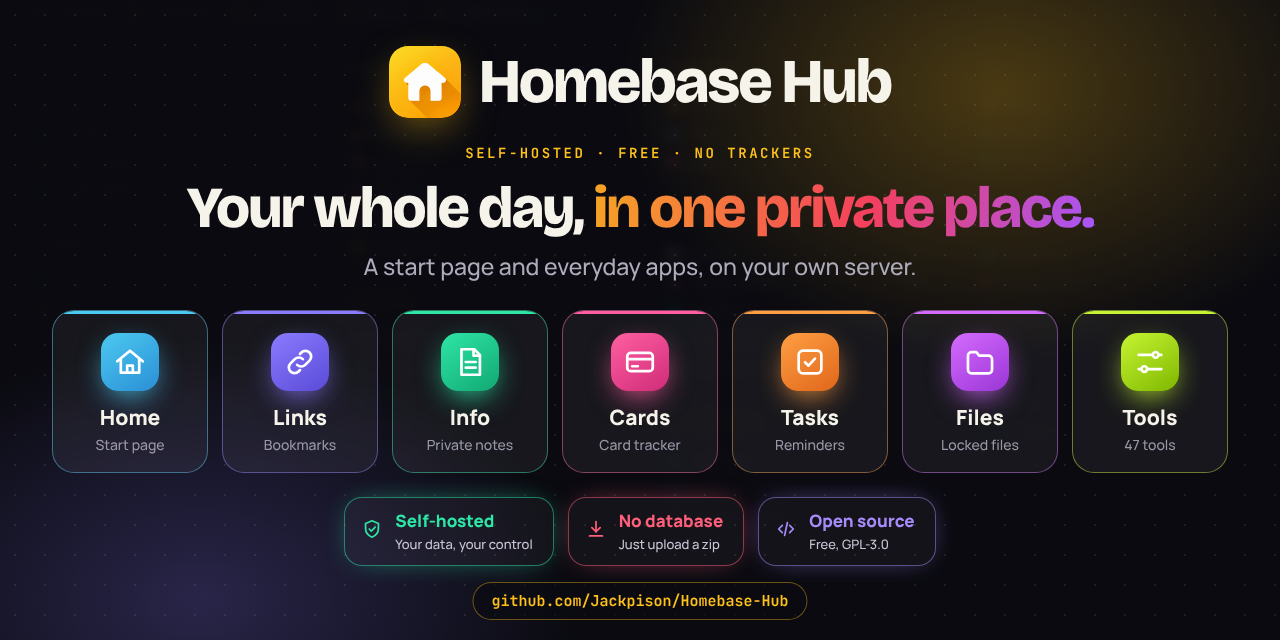 Homebase Hub
SELF-HOSTED · FREE · NO TRACKERS
Your whole day, in one private place.
A start page and everyday apps, on your own server.
Home
Start page
Links
Bookmarks
Info
Private notes
Cards
Card tracker
Tasks
Reminders
Files
Locked files
Tools
47 tools
Self-hosted
Your data, your control
No database
Just upload a zip
Open source
Free, GPL-3.0
github.com/Jackpison/Homebase-Hub